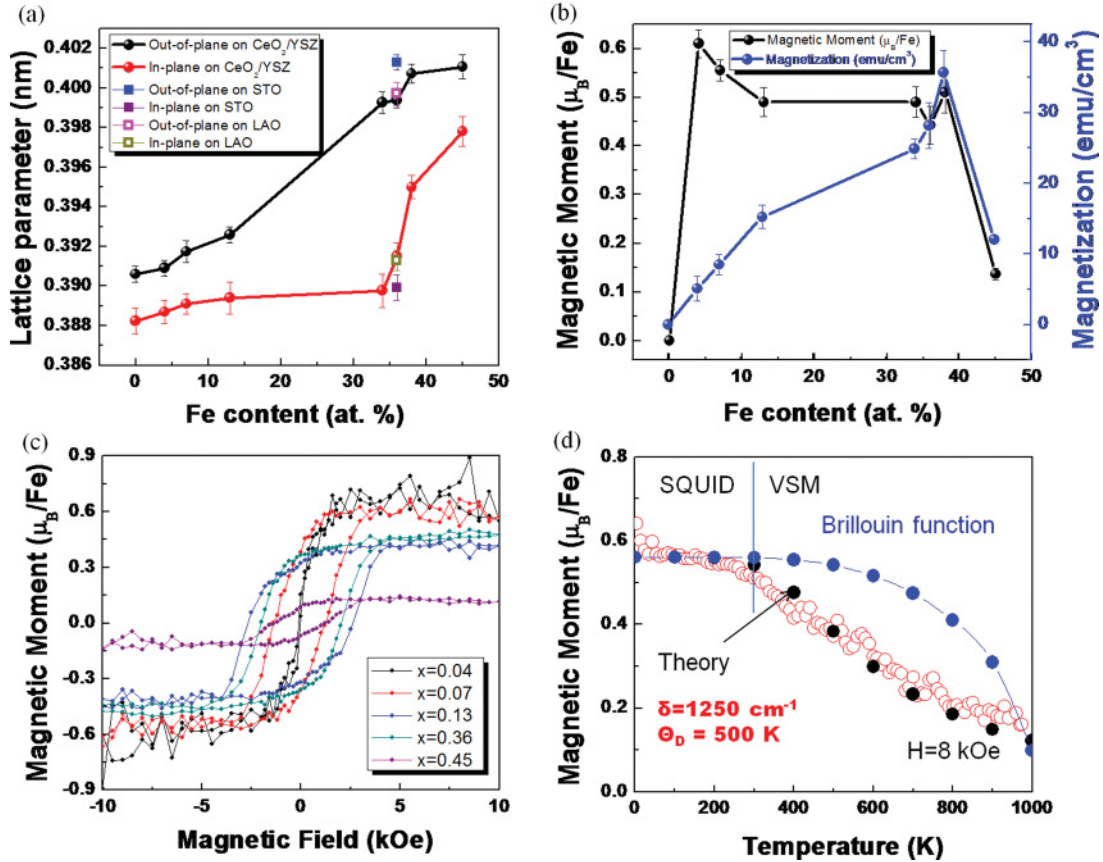 (a)
Out-of-plane on CeO₂/YSZ
In-plane on CeO₂/YSZ
Out-of-plane on STO
In-plane on STO
Out-of-plane on LAO
In-plane on LAO
Lattice parameter (nm)
0.402
0.400
0.398
0.396
0.394
0.392
0.390
0.388
0.386
0 10 20 30 40 50
Fe content (at. %)
(b)
Magnetic Moment (μB/Fe)
Magnetization (emu/cm³)
Magnetic Moment (μB/Fe)
0.6
0.5
0.4
0.3
0.2
0.1
0.0
40
30
20
10
0
Magnetization (emu/cm³)
0 10 20 30 40 50
Fe content (at. %)
(c)
Magnetic Moment (μB/Fe)
0.9
0.6
0.3
0.0
-0.3
-0.6
-0.9
x=0.04
x=0.07
x=0.13
x=0.36
x=0.45
-10 -5 0 5 10
Magnetic Field (kOe)
(d)
Magnetic Moment (μB/Fe)
0.8
0.6
0.4
0.2
0.0
SQUID VSM
Brillouin function
Theory
δ=1250 cm⁻¹
Θ_D = 500 K
H=8 kOe
0 200 400 600 800 1000
Temperature (K)